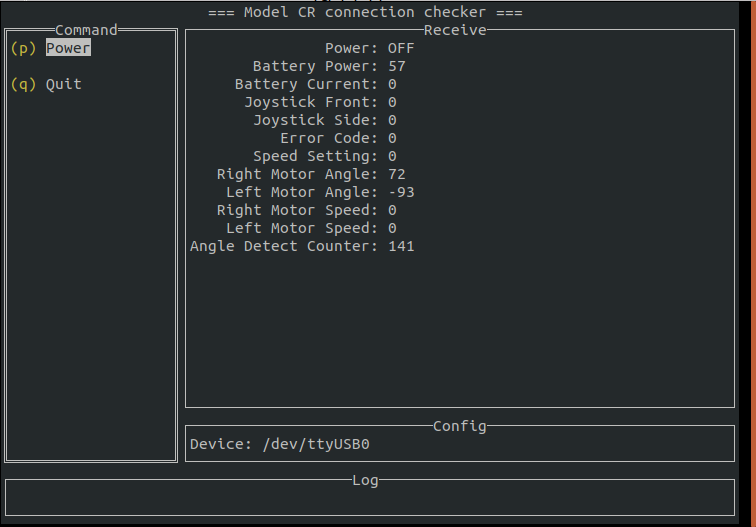 === Model CR connection checker ===
Command
(p) Power
(q) Quit
Receive
Power: OFF
Battery Power: 57
Battery Current: 0
Joystick Front: 0
Joystick Side: 0
Error Code: 0
Speed Setting: 0
Right Motor Angle: 72
Left Motor Angle: -93
Right Motor Speed: 0
Left Motor Speed: 0
Angle Detect Counter: 141
Config
Device: /dev/ttyUSB0
Log